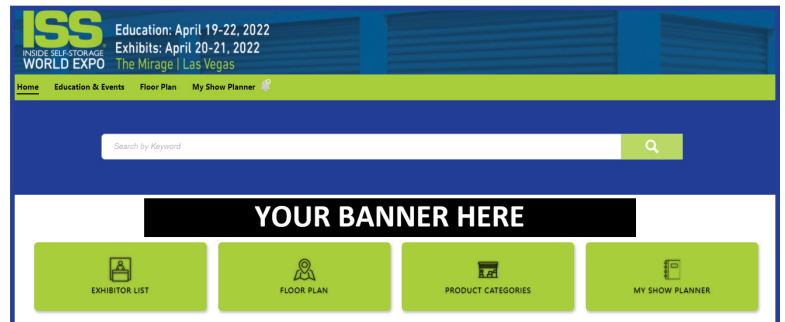 ISS
INSIDE SELF-STORAGE
WORLD EXPO
Education: April 19-22, 2022
Exhibits: April 20-21, 2022
The Mirage | Las Vegas
Home Education & Events Floor Plan My Show Planner
Search by Keyword
YOUR BANNER HERE
EXHIBITOR LIST FLOOR PLAN PRODUCT CATEGORIES MY SHOW PLANNER